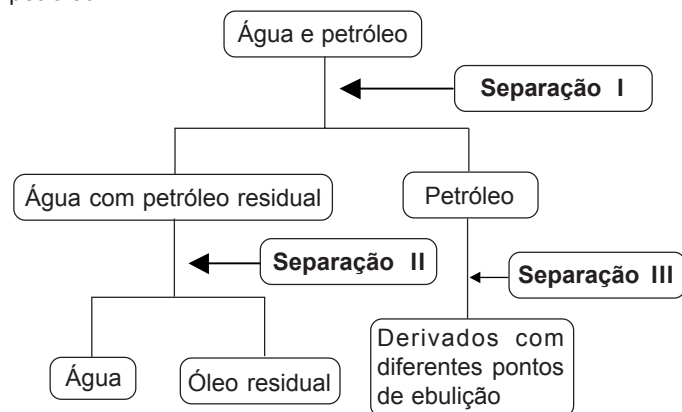 Água e petróleo
Separação I
Água com petróleo residual
Petróleo
Separação II
Separação III
Água
Óleo residual
Derivados com
diferentes pontos
de ebulição